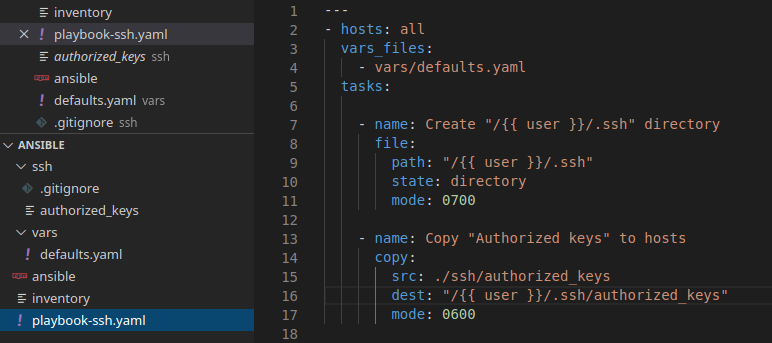 inventory
! playbook-ssh.yaml
authorized_keys ssh
ansible
! defaults.yaml vars
.gitignore ssh
ANSIBLE
ssh
.gitignore
authorized_keys
vars
! defaults.yaml
ansible
inventory
! playbook-ssh.yaml
1 ---
2 - hosts: all
3 vars_files:
4 - vars/defaults.yaml
5 tasks:
6
7 - name: Create "/{{ user }}/.ssh" directory
8 file:
9 path: "/{{ user }}/.ssh"
10 state: directory
11 mode: 0700
12
13 - name: Copy "Authorized keys" to hosts
14 copy:
15 src: ./ssh/authorized_keys
16 dest: "/{{ user }}/.ssh/authorized_keys"
17 mode: 0600
18